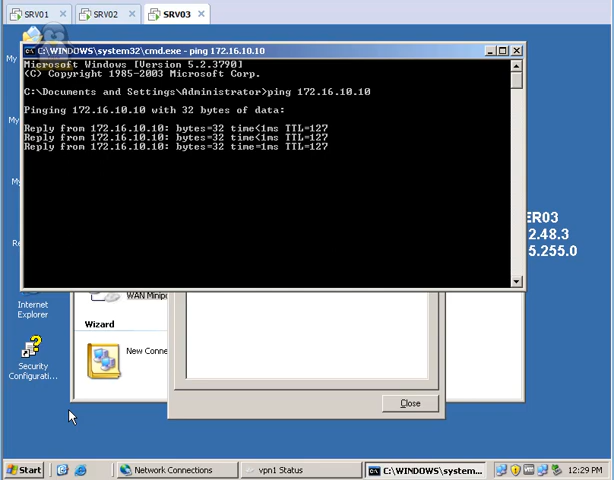 SRV01
SRV02
SRV03
My
C:\WINDOWS\system32\cmd.exe - ping 172.16.10.10
Microsoft Windows [Version 5.2.3790]
(C) Copyright 1985-2003 Microsoft Corp.
C:\Documents and Settings\Administrator>ping 172.16.10.10
Pinging 172.16.10.10 with 32 bytes of data:
Reply from 172.16.10.10: bytes=32 time<1ms TTL=127
Reply from 172.16.10.10: bytes=32 time<1ms TTL=127
Reply from 172.16.10.10: bytes=32 time=1ms TTL=127
My
My
Re
ER03
2.48.3
5.255.0
Internet
Explorer
WAN Minipo
Wizard
New Conne
Security
Configurati...
Close
Start
Network Connections
vpn1 Status
C:\WINDOWS\system...
12:29 PM